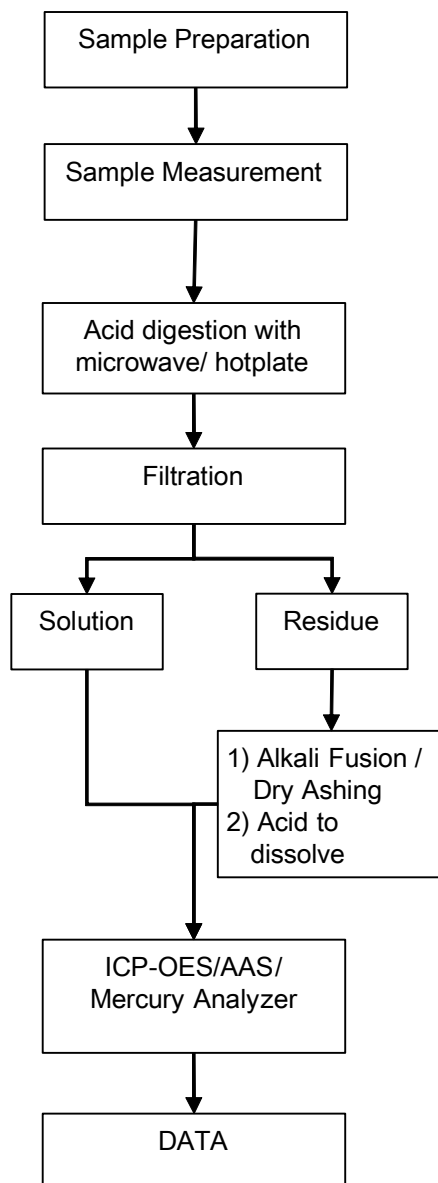 Sample Preparation
Sample Measurement
Acid digestion with
microwave/ hotplate
Filtration
Solution
Residue
1) Alkali Fusion /
Dry Ashing
2) Acid to
dissolve
ICP-OES/AAS/
Mercury Analyzer
DATA